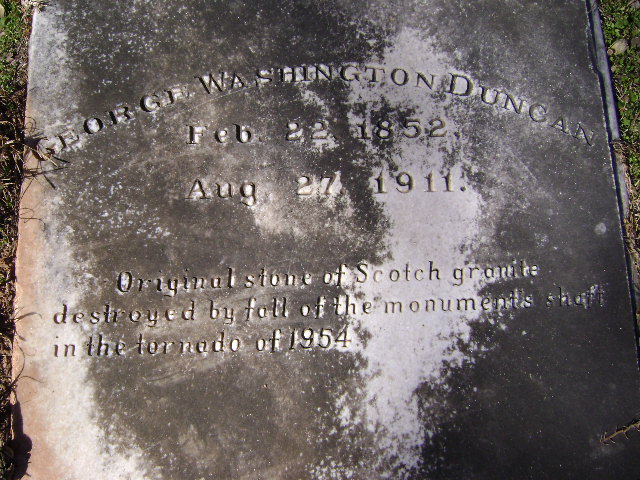 George Washington Duncan
Feb. 22 1852
Aug 27, 1911.
Original stone of Scotch granite
destroyed by fall of the monument's shaft
in the tornado of 1954